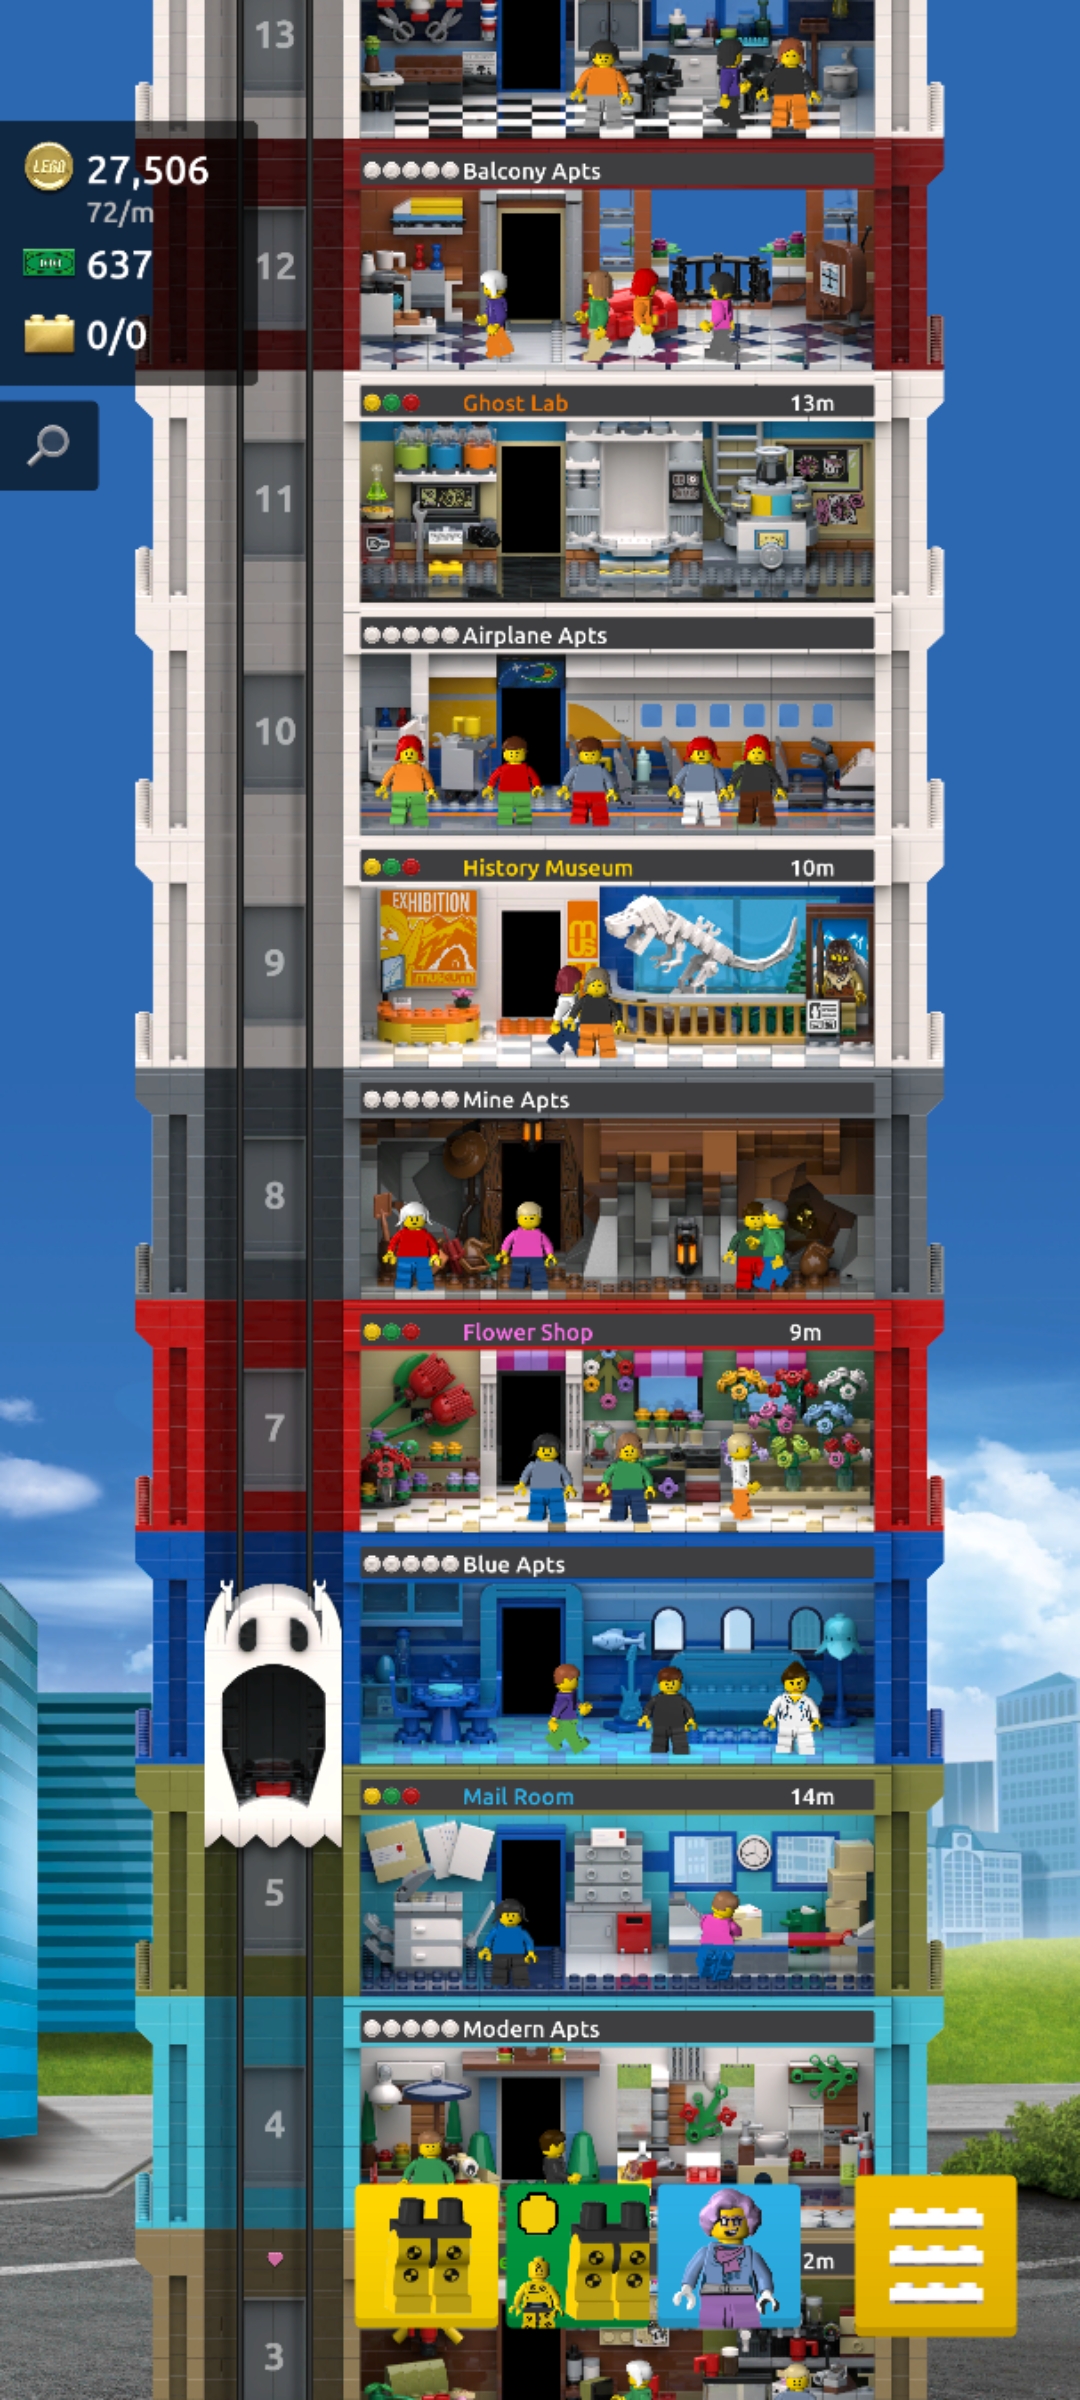 13
LEGO
27,506
72/m
637
0/0
Balcony Apts
12
Ghost Lab 13m
11
Airplane Apts
10
History Museum 10m
EXHIBITION
museum
mus
9
Mine Apts
8
Flower Shop 9m
7
Blue Apts
Mail Room 14m
5
Modern Apts
4
2m
3